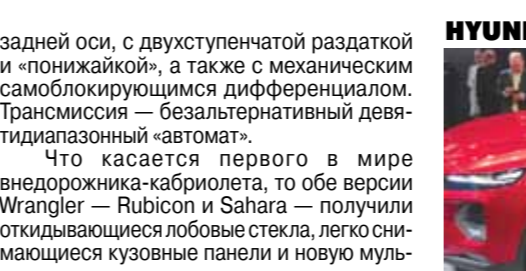 задней оси, с двухступенчатой раздаткой
и «понижайкой», а также с механическим
самоблокирующимся дифференциалом.
Трансмиссия — безальтернативный девя-
тидиапазонный «автомат».
Что касается первого в мире
внедорожника-кабриолета, то обе версии
Wrangler — Rubicon и Sahara — получили
откидывающиеся лобовые стекла, легко сни-
мающиеся кузовные панели и новую муль-